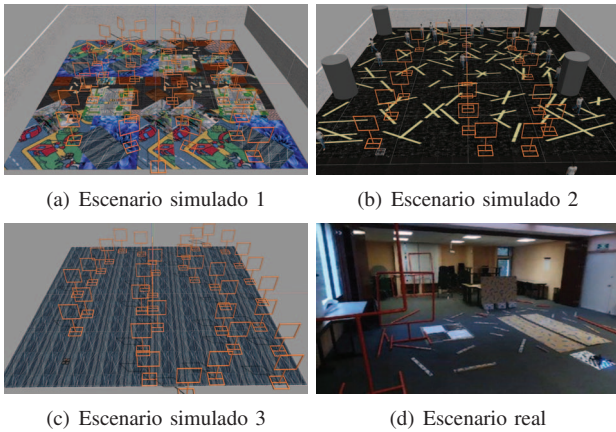 (a) Escenario simulado 1
(b) Escenario simulado 2
(c) Escenario simulado 3
(d) Escenario real